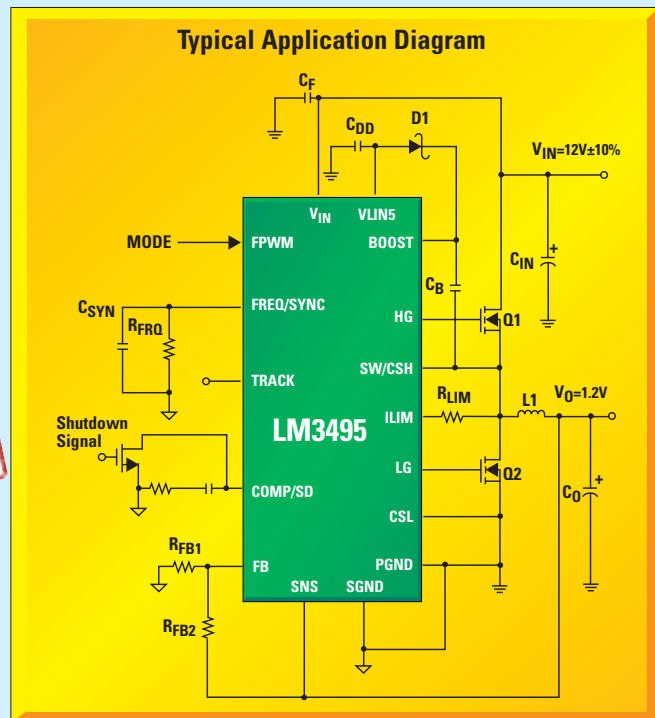 Typical Application Diagram
CF
CDD
D1
VIN=12V±10%
VIN
VLIN5
MODE
FPWM
BOOST
CIN
CB
CSYN
FREQ/SYNC
RFRQ
HG
Q1
SW/CSH
TRACK
RLIM
L1
VO=1.2V
ILIM
Shutdown
Signal
LM3495
LG
Q2
COMP/SD
CO
CSL
RFB1
FB
PGND
SNS
SGND
RFB2